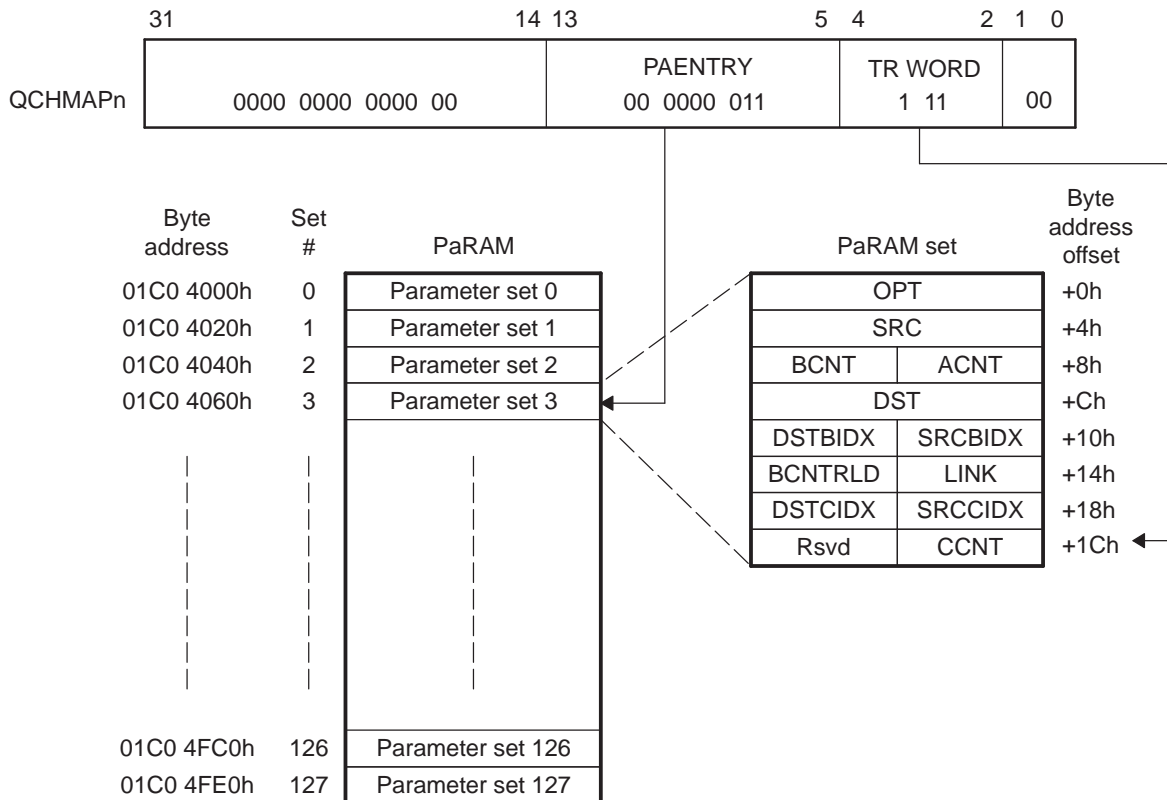 31 14 13 5 4 2 1 0
PAENTRY TR WORD
QCHMAPn 0000 0000 0000 00 00 0000 011 1 11 00
Byte address Set # PaRAM
01C0 4000h 0 Parameter set 0
01C0 4020h 1 Parameter set 1
01C0 4040h 2 Parameter set 2
01C0 4060h 3 Parameter set 3
01C0 4FC0h 126 Parameter set 126
01C0 4FE0h 127 Parameter set 127
PaRAM set Byte address offset
OPT +0h
SRC +4h
BCNT ACNT +8h
DST +Ch
DSTBIDX SRCBIDX +10h
BCNTRLD LINK +14h
DSTCIDX SRCCIDX +18h
Rsvd CCNT +1Ch